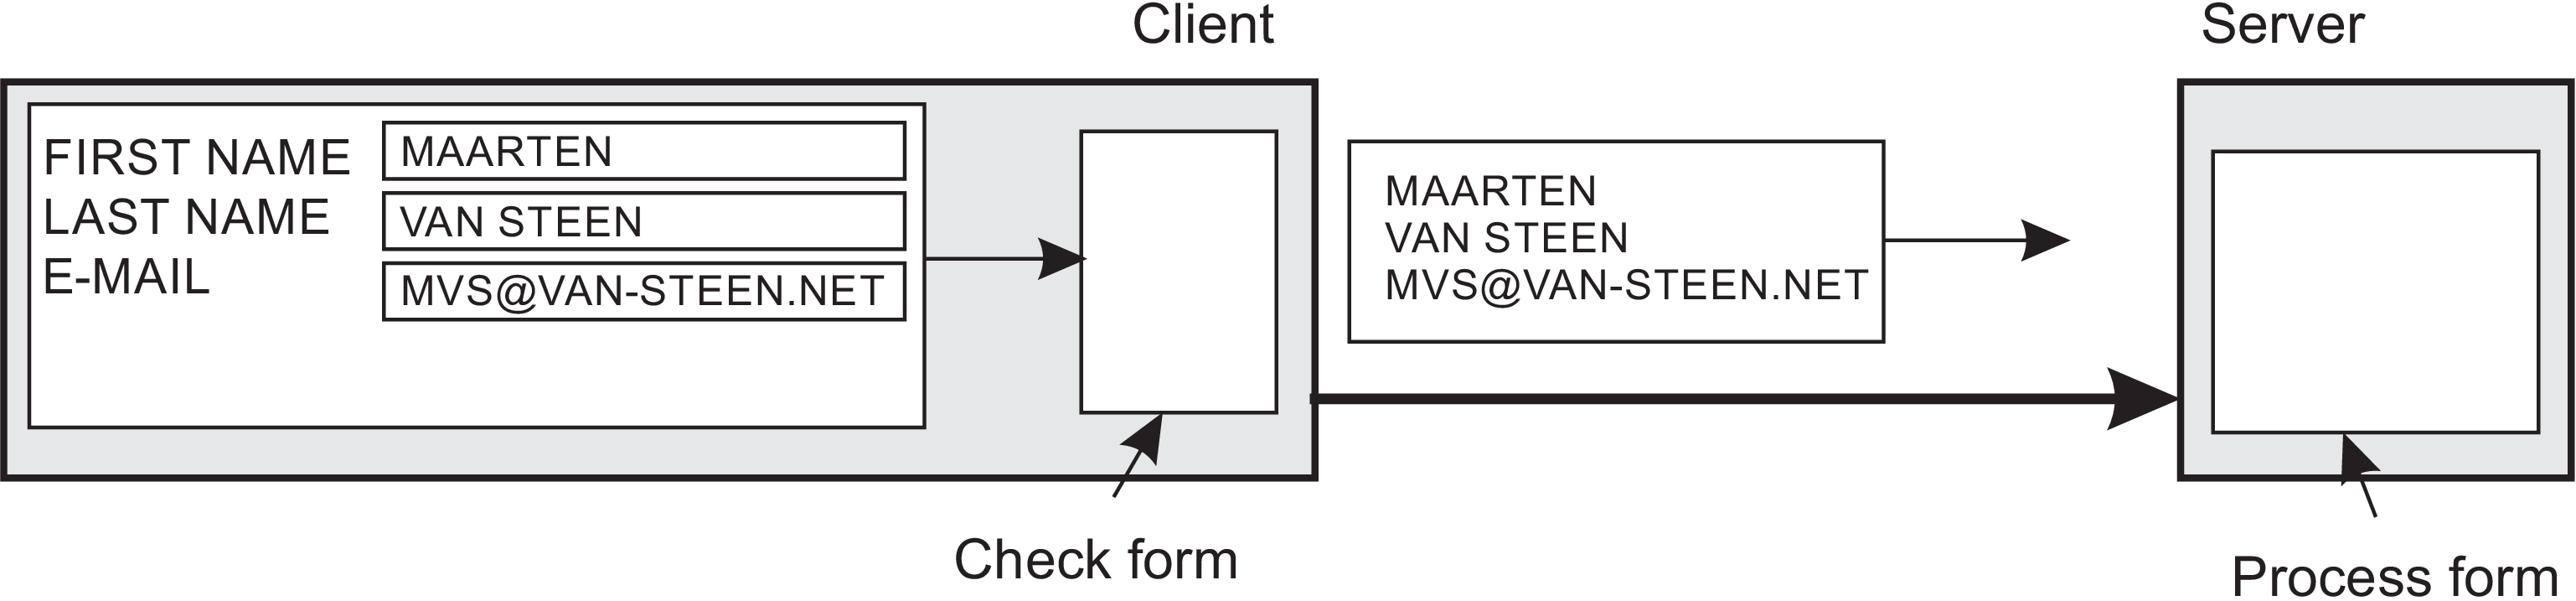 Client
Server
FIRST NAME
MAARTEN
LAST NAME
VAN STEEN
E-MAIL
MVS@VAN-STEEN.NET
MAARTEN
VAN STEEN
MVS@VAN-STEEN.NET
Check form
Process form